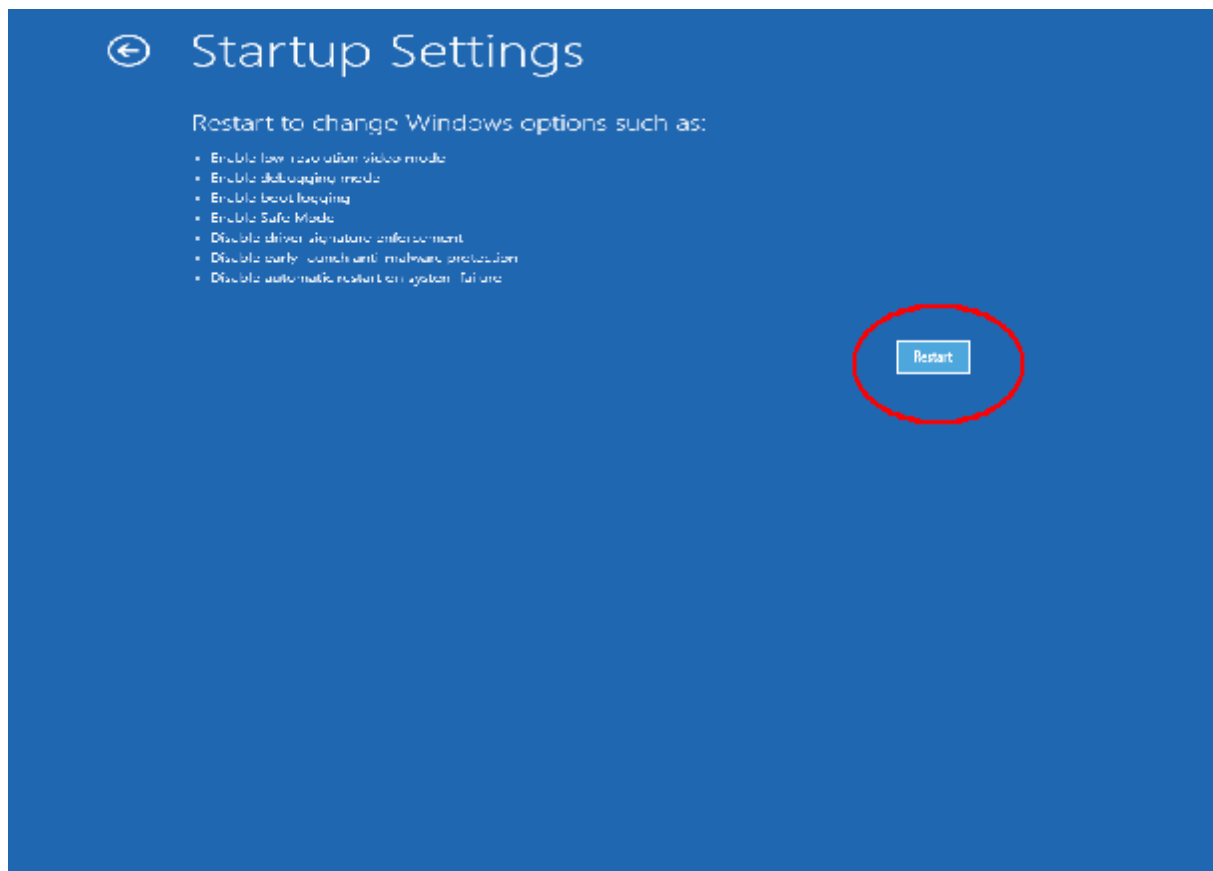 Startup Settings
Restart to change Windows options such as:
Enable low-resolution video mode
Enable debugging mode
Enable boot logging
Enable Safe Mode
Disable driver signature enforcement
Disable early-launch anti-malware protection
Disable automatic restart on system failure
Restart